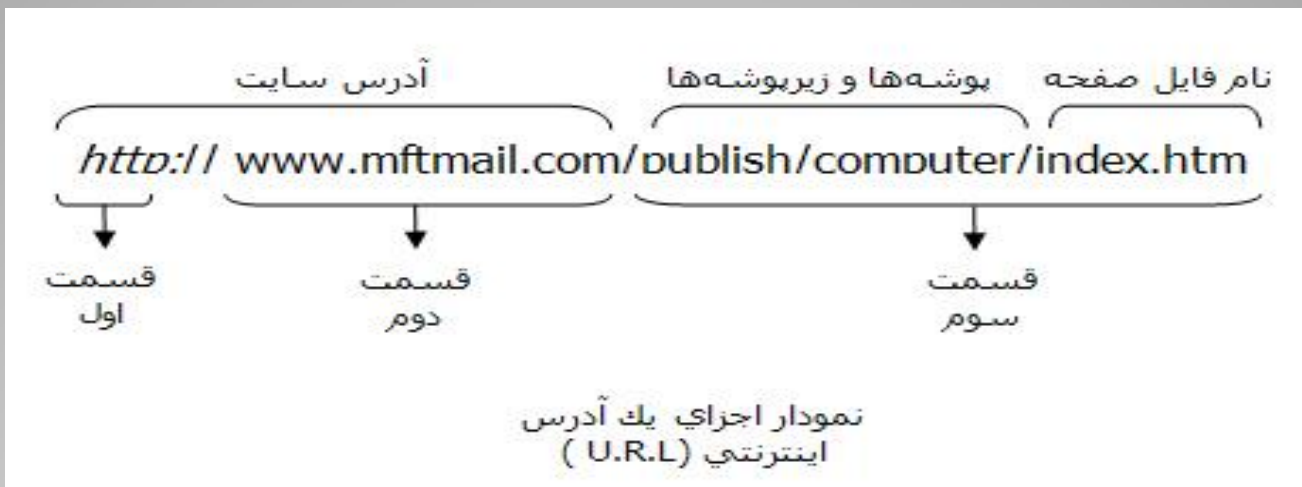 نام فایل صفحه پوشه‌ها و زیرپوشه‌ها آدرس سایت
http:// www.mftmail.com/publish/computer/index.htm
قسمت اول
قسمت دوم
قسمت سوم
نمودار اجزاي يك آدرس
اينترنتي (U.R.L )